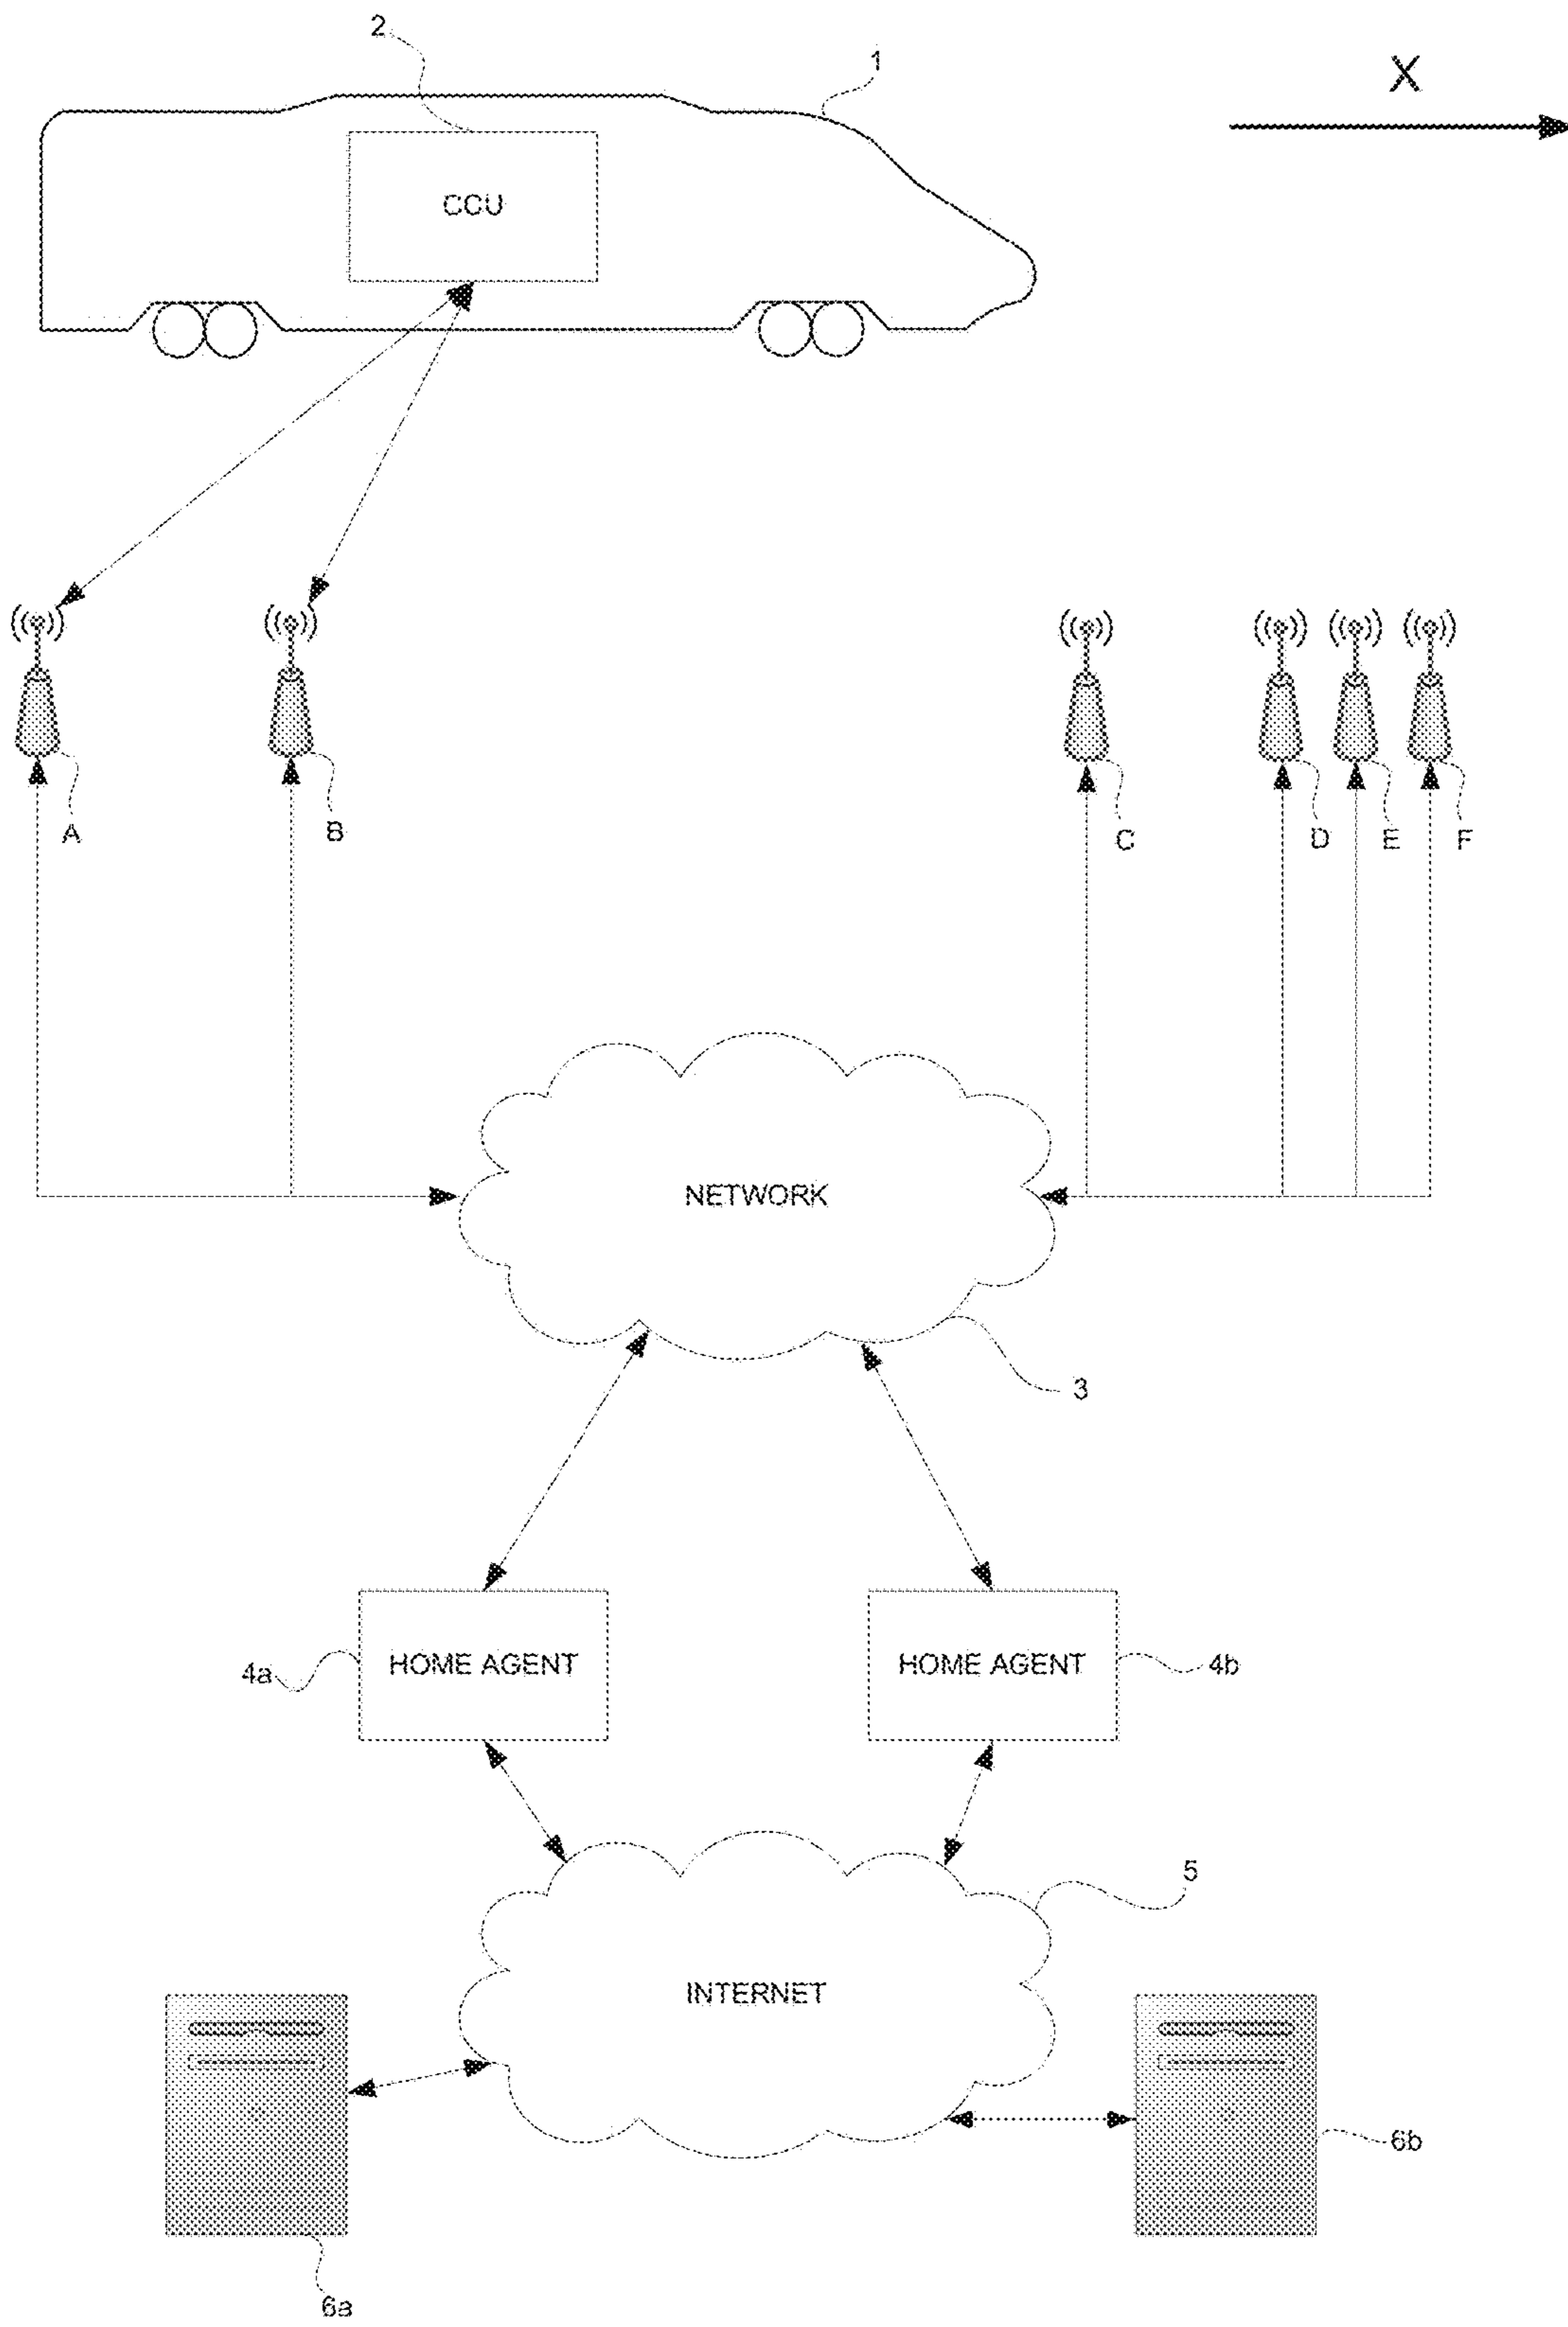 2
1
X
CCU
A
B
C
D
E
F
NETWORK
3
4a
HOME AGENT
HOME AGENT
4b
5
INTERNET
6b
6a